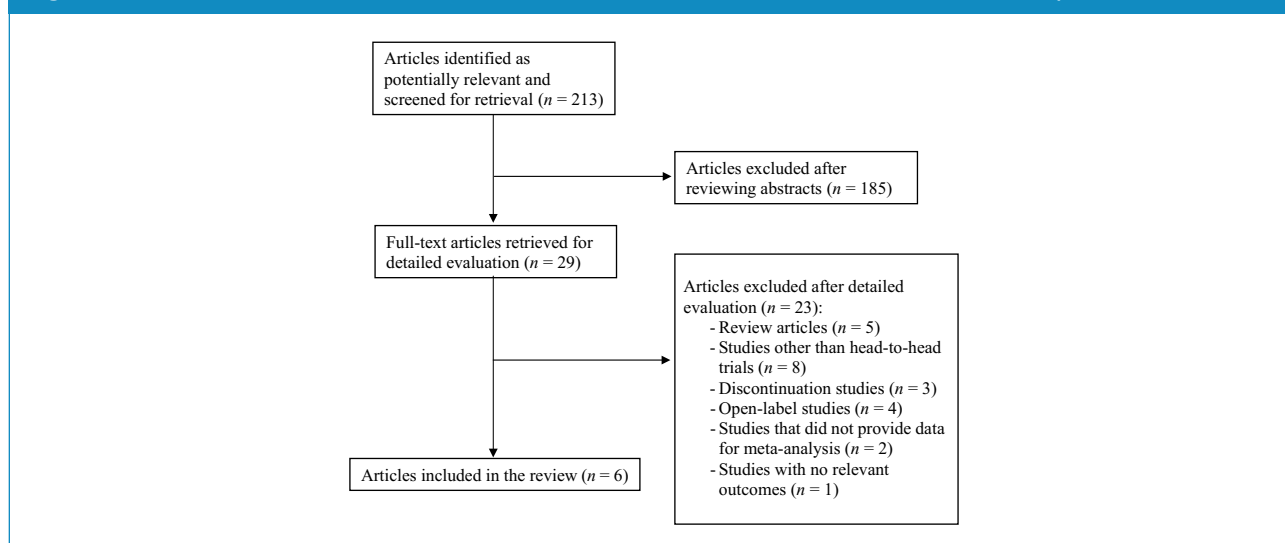 Articles identified as
potentially relevant and
screened for retrieval (n = 213)
Articles excluded after
reviewing abstracts (n = 185)
Full-text articles retrieved for
detailed evaluation (n = 29)
Articles excluded after detailed
evaluation (n = 23):
- Review articles (n = 5)
- Studies other than head-to-head
trials (n = 8)
- Discontinuation studies (n = 3)
- Open-label studies (n = 4)
- Studies that did not provide data
for meta-analysis (n = 2)
- Studies with no relevant
outcomes (n = 1)
Articles included in the review (n = 6)